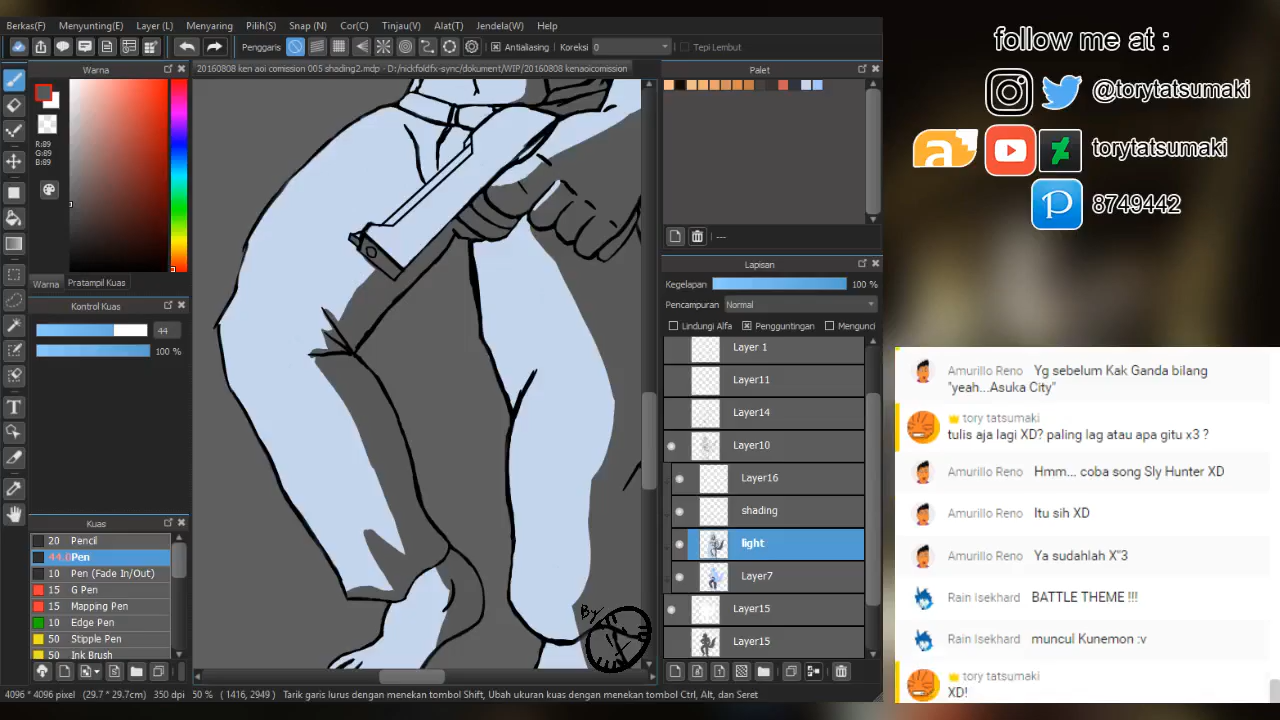 Berkas(F) Menyunting(E) Layer (L) Menyaring Pilih(S) Snap (N) Cor(C) Tinjau(V) Alat(T) Jendela(W) Help
Penggaris Antialiasing Koreksi 0 Tepi Lembut
Warna
20160808 ken aoi comission 005 shading2.mdp - D:/nickfoldfx-sync/dokument/WIP/20160808 kenaoicomission
Palet
R:89
G:89
B:89
---
Warna Pratampil Kuas
Kontrol Kuas
44
100 %
Lapisan
Kegelapan 100 %
Pencampuran Normal
Lindungi Alfa Penggutingan Mengunci
Layer 1
Layer11
Layer14
Layer10
Layer16
shading
light
Layer7
Layer15
Layer15
Kuas
20 Pencil
44.0 Pen
10 Pen (Fade In/Out)
15 G Pen
15 Mapping Pen
10 Edge Pen
50 Stipple Pen
50 Ink Brush
By
4096 * 4096 pixel (29.7 * 29.7cm) 350 dpi 50 % ( 1416, 2949 ) Tarik garis lurus dengan menekan tombol Shift, Ubah ukuran kuas dengan menekan tombol Ctrl, Alt, dan Seret
follow me at :
@torytatsumaki
torytatsumaki
8749442
Amurillo Reno Yg sebelum Kak Ganda bilang
"yeah...Asuka City"
tory tatsumaki
tulis aja lagi XD? paling lag atau apa gitu x3 ?
Amurillo Reno Hmm... coba song Sly Hunter XD
Amurillo Reno Itu sih XD
Amurillo Reno Ya sudahlah X"3
Rain Isekhard BATTLE THEME !!!
Rain Isekhard muncul Kunemon :v
tory tatsumaki
XD!